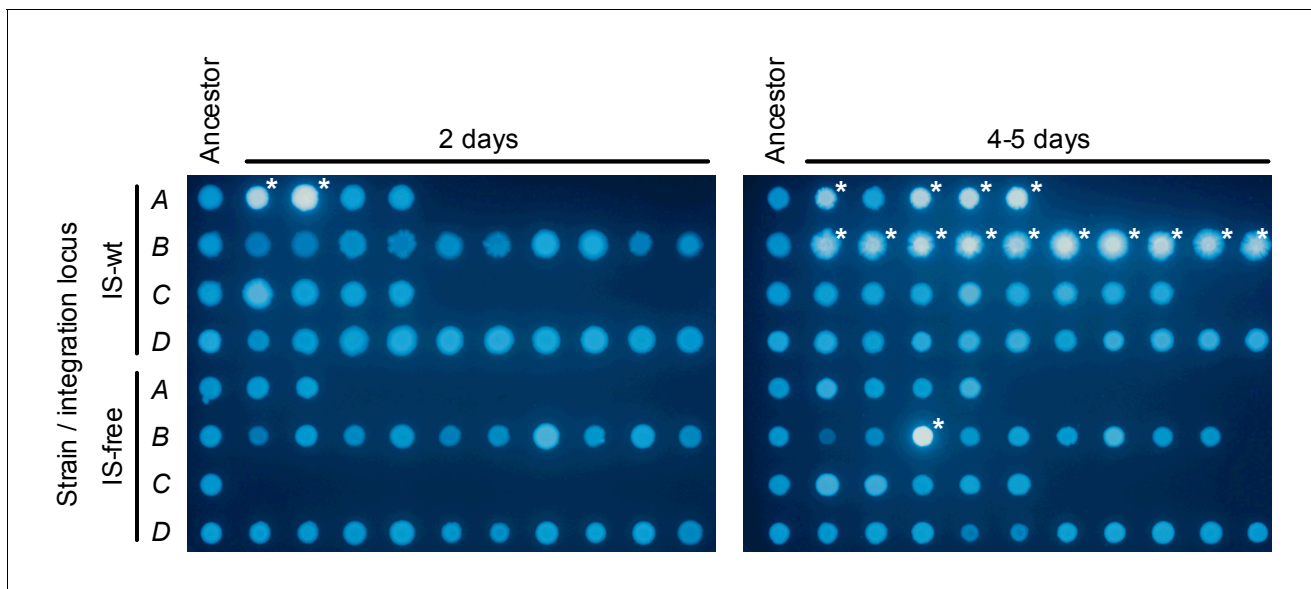 Ancestor
2 days
Ancestor
4-5 days
Strain / integration locus
IS-wt
A
* *
* * * *
B
* * * * * * * * * *
C
D
IS-free
A
B
*
C
D